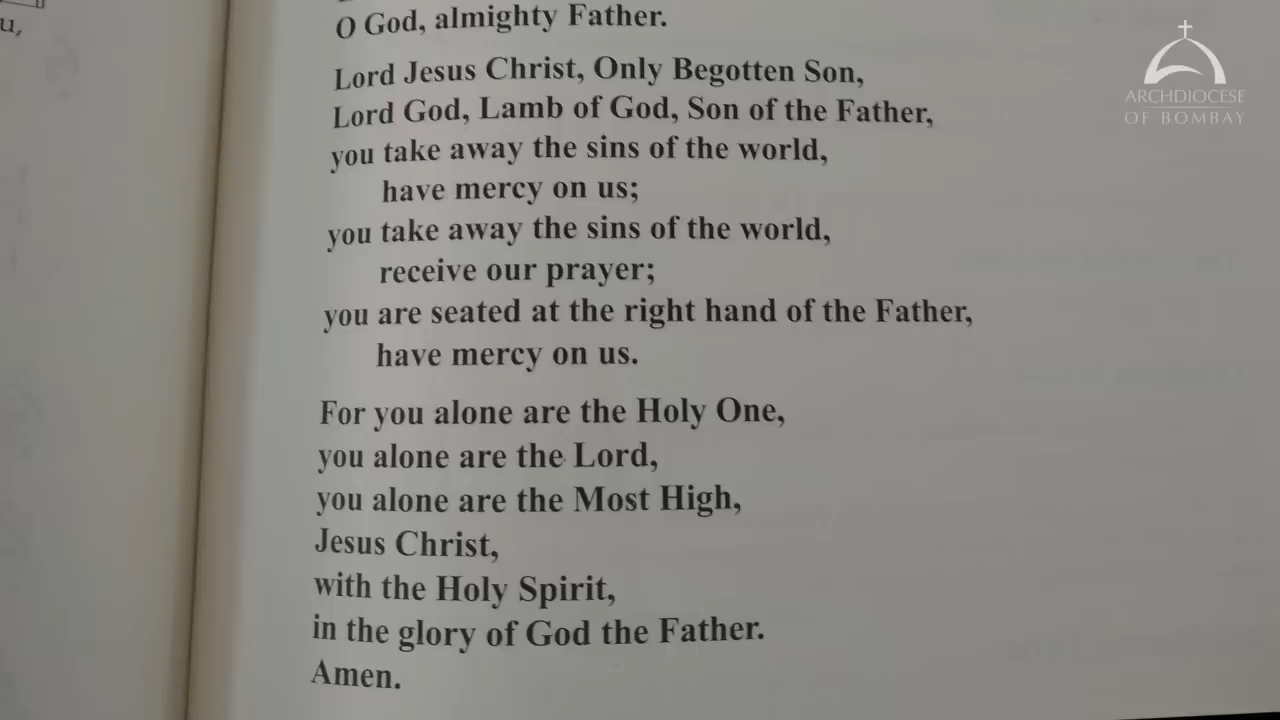 u,
O God, almighty Father.
Lord Jesus Christ, Only Begotten Son,
Lord God, Lamb of God, Son of the Father,
you take away the sins of the world,
have mercy on us;
you take away the sins of the world,
receive our prayer;
you are seated at the right hand of the Father,
have mercy on us.
For you alone are the Holy One,
you alone are the Lord,
you alone are the Most High,
Jesus Christ,
with the Holy Spirit,
in the glory of God the Father.
Amen.
ARCHDIOCESE
OF BOMBAY